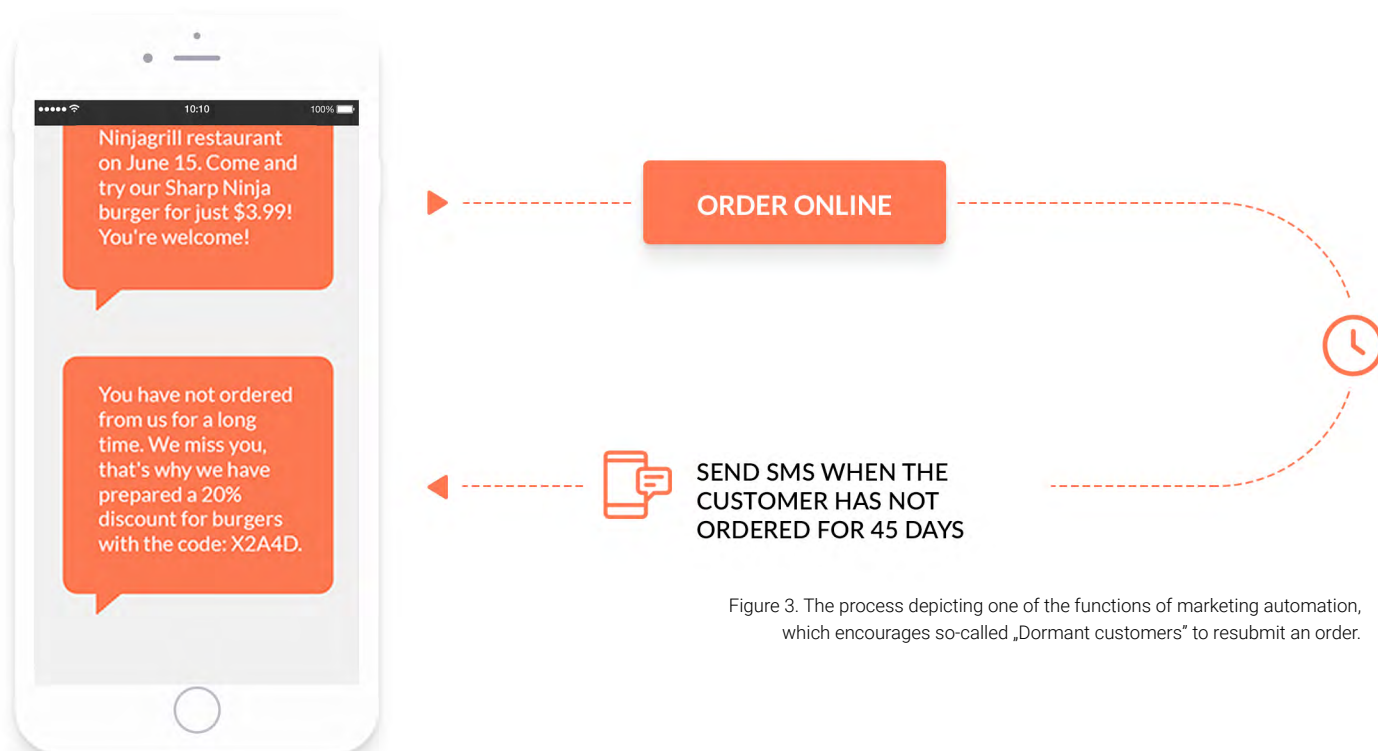 10:10
100%
Ninjagrill restaurant
on June 15. Come and
try our Sharp Ninja
burger for just $3.99!
You're welcome!
You have not ordered
from us for a long
time. We miss you,
that's why we have
prepared a 20%
discount for burgers
with the code: X2A4D.
ORDER ONLINE
SEND SMS WHEN THE
CUSTOMER HAS NOT
ORDERED FOR 45 DAYS
Figure 3. The process depicting one of the functions of marketing automation,
which encourages so-called „Dormant customers” to resubmit an order.